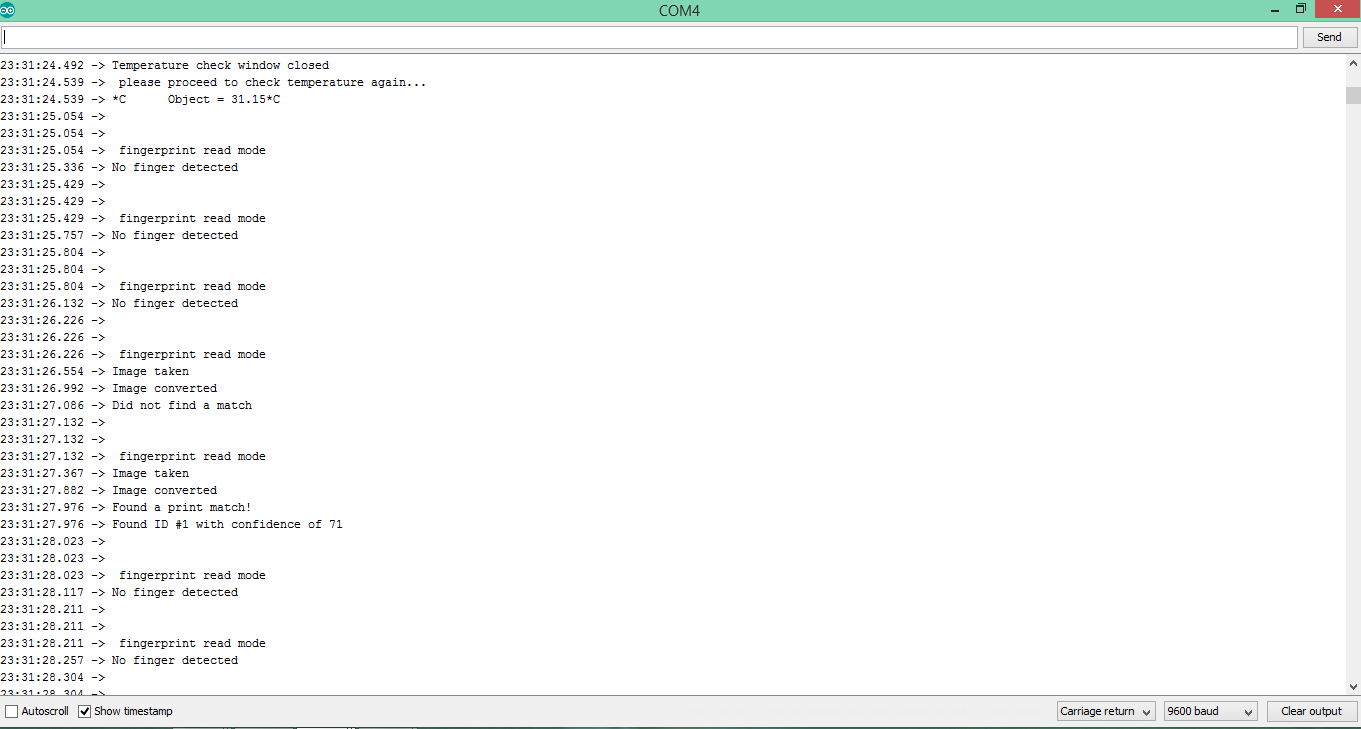 COM4
Send
23:31:24.492 -> Temperature check window closed
23:31:24.539 ->  please proceed to check temperature again...
23:31:24.539 -> *C      Object = 31.15*C
23:31:25.054 ->
23:31:25.054 ->
23:31:25.054 ->  fingerprint read mode
23:31:25.336 -> No finger detected
23:31:25.429 ->
23:31:25.429 ->
23:31:25.429 ->  fingerprint read mode
23:31:25.757 -> No finger detected
23:31:25.804 ->
23:31:25.804 ->
23:31:25.804 ->  fingerprint read mode
23:31:26.132 -> No finger detected
23:31:26.226 ->
23:31:26.226 ->
23:31:26.226 ->  fingerprint read mode
23:31:26.554 -> Image taken
23:31:26.992 -> Image converted
23:31:27.086 -> Did not find a match
23:31:27.132 ->
23:31:27.132 ->
23:31:27.132 ->  fingerprint read mode
23:31:27.367 -> Image taken
23:31:27.882 -> Image converted
23:31:27.976 -> Found a print match!
23:31:27.976 -> Found ID #1 with confidence of 71
23:31:28.023 ->
23:31:28.023 ->
23:31:28.023 ->  fingerprint read mode
23:31:28.117 -> No finger detected
23:31:28.211 ->
23:31:28.211 ->
23:31:28.211 ->  fingerprint read mode
23:31:28.257 -> No finger detected
23:31:28.304 ->
23:31:28.304 ->
Autoscroll Show timestamp Carriage return 9600 baud Clear output